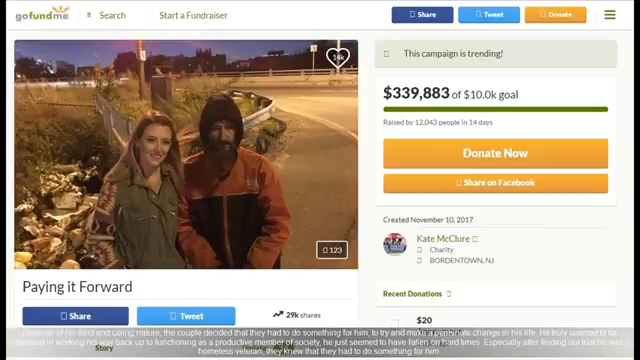 gofundme
Search
Start a Fundraiser
Share
Tweet
Donate
14k
123
Paying it Forward
Share
Tweet
29k shares
Story
This campaign is trending!
$339,883 of $10.0k goal
Raised by 12,043 people in 14 days
Donate Now
Share on Facebook
Created November 10, 2017
Kate McClure
Charity
BORDENTOWN, NJ
Recent Donations
$20
of his kind and caring nature, the couple decided that they had to do something for him, to try and make a perminate change in his life. He truly seemed to be
interested in working his way back up to functioning as a productive member of society, he just seemed to have fallen on hard times. Especially after finding out that he was
homeless veteran, they knew that they had to do something for him